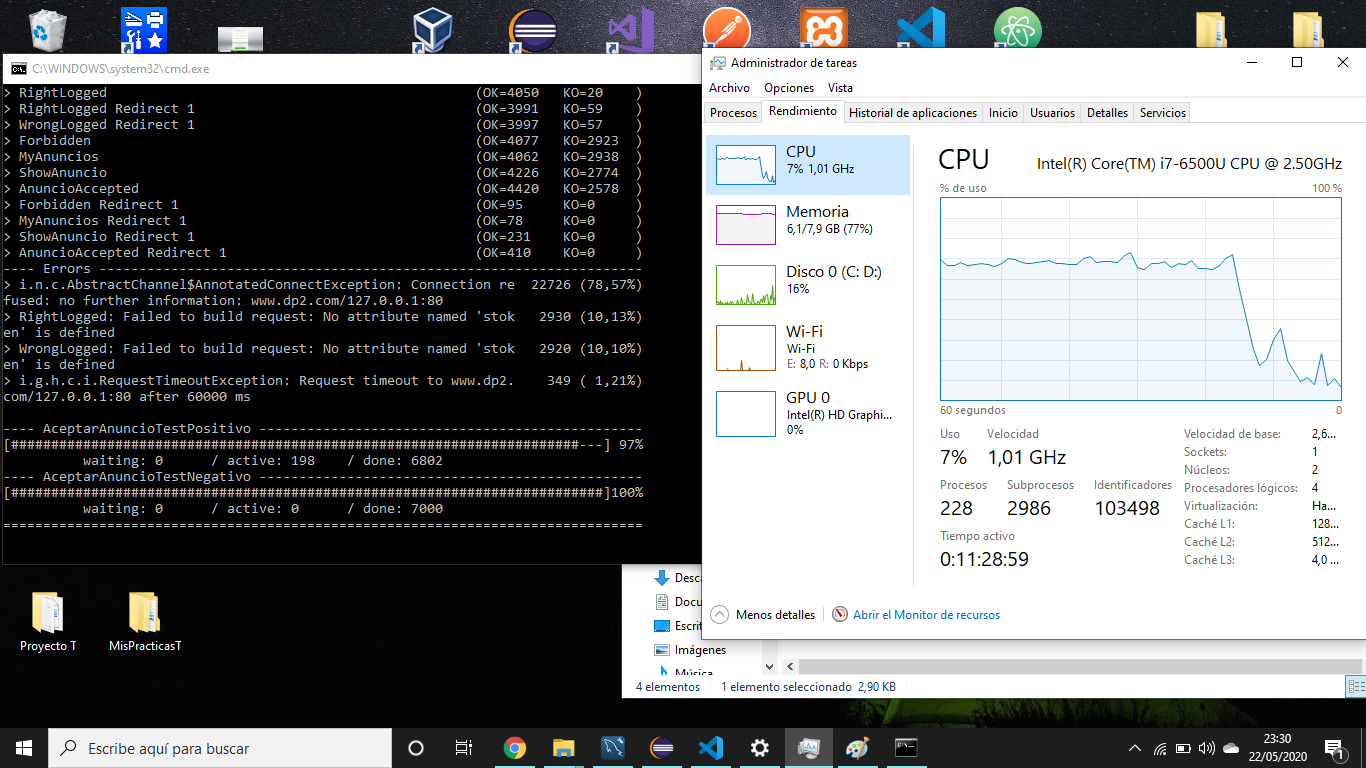 C:\WINDOWS\system32\cmd.exe
> RightLogged (OK=4050 KO=20 )
> RightLogged Redirect 1 (OK=3991 KO=59 )
> WrongLogged Redirect 1 (OK=3997 KO=57 )
> Forbidden (OK=4077 KO=2923 )
> MyAnuncios (OK=4062 KO=2938 )
> ShowAnuncio (OK=4226 KO=2774 )
> AnuncioAccepted (OK=4420 KO=2578 )
> Forbidden Redirect 1 (OK=95 KO=0 )
> MyAnuncios Redirect 1 (OK=78 KO=0 )
> ShowAnuncio Redirect 1 (OK=231 KO=0 )
> AnuncioAccepted Redirect 1 (OK=410 KO=0 )
---- Errors --------------------------------------------------------------------
> i.n.c.AbstractChannel$AnnotatedConnectException: Connection re 22726 (78,57%)
fused: no further information: www.dp2.com/127.0.0.1:80
> RightLogged: Failed to build request: No attribute named 'stok 2930 (10,13%)
en' is defined
> WrongLogged: Failed to build request: No attribute named 'stok 2920 (10,10%)
en' is defined
> i.g.h.c.i.RequestTimeoutException: Request timeout to www.dp2. 349 ( 1,21%)
com/127.0.0.1:80 after 60000 ms
---- AceptarAnuncioTestPositivo ------------------------------------------------
[#######################################################################---] 97%
waiting: 0 / active: 198 / done: 6802
---- AceptarAnuncioTestNegativo ------------------------------------------------
[##########################################################################]100%
waiting: 0 / active: 0 / done: 7000
================================================================================
Administrador de tareas
Archivo Opciones Vista
Procesos Rendimiento Historial de aplicaciones Inicio Usuarios Detalles Servicios
CPU
7% 1,01 GHz
Memoria
6,1/7,9 GB (77%)
Disco 0 (C: D:)
16%
Wi-Fi
Wi-Fi
E: 8,0 R: 0 Kbps
GPU 0
Intel(R) HD Graphi...
0%
CPU Intel(R) Core(TM) i7-6500U CPU @ 2.50GHz
% de uso 100 %
60 segundos 0
Uso Velocidad
7% 1,01 GHz
Procesos Subprocesos Identificadores
228 2986 103498
Tiempo activo
0:11:28:59
Velocidad de base: 2,6...
Sockets: 1
Núcleos: 2
Procesadores lógicos: 4
Virtualización: Ha...
Caché L1: 128...
Caché L2: 512...
Caché L3: 4,0 ...
Menos detalles Abrir el Monitor de recursos
Desca
Docu
Escrit
Imágenes
Música
4 elementos 1 elemento seleccionado 2,90 KB
Proyecto T MisPracticasT
Escribe aquí para buscar
23:30
22/05/2020
1